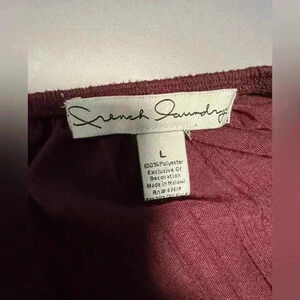 French Laundry
L
100% Polyester
Exclusive Of
Decoration
Made in Malawi